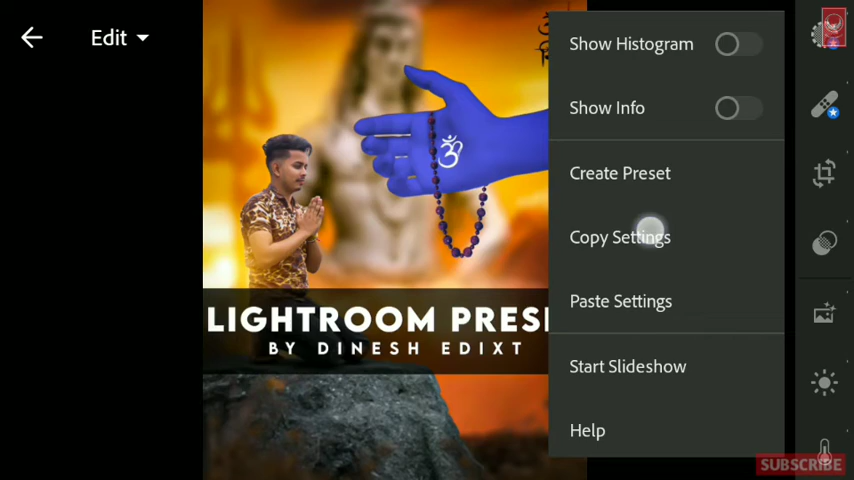 Edit
Show Histogram
Show Info
Create Preset
Copy Settings
Paste Settings
Start Slideshow
Help
ॐ
LIGHTROOM PRESE
BY DINESH EDIXT
SUBSCRIBE